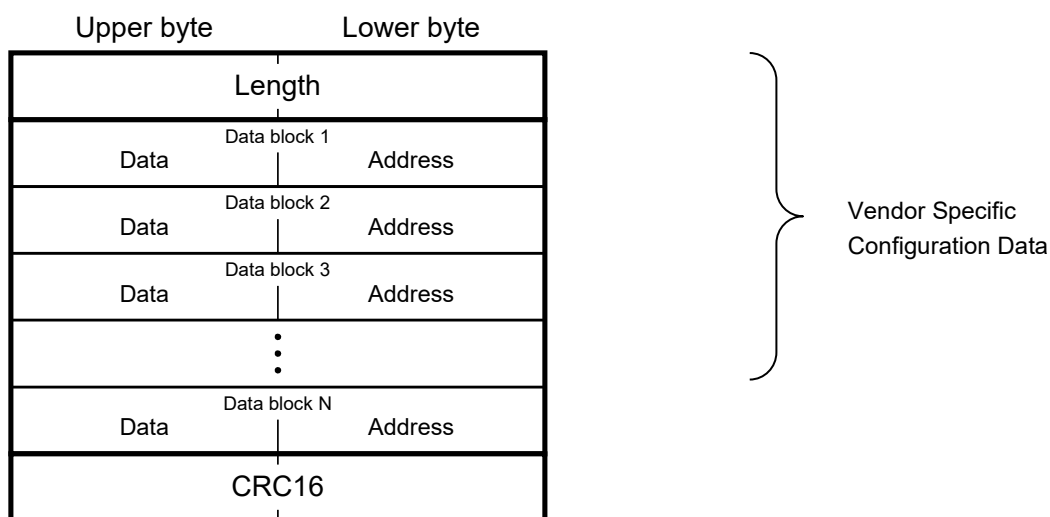 Upper byte Lower byte
Length
Data block 1
Data Address
Data block 2
Data Address
Data block 3
Data Address
Data block N
Data Address
CRC16
Vendor Specific
Configuration Data